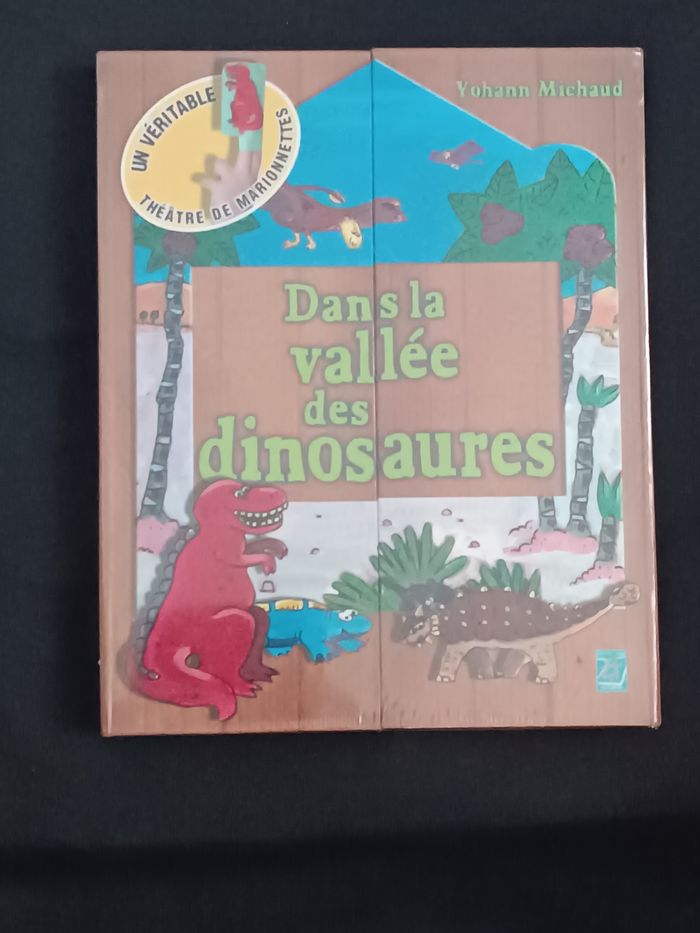 UN VÉRITABLE
THÉÂTRE DE MARIONNETTES
Yohann Michaud
Dans la
vallée
des
dinosaures